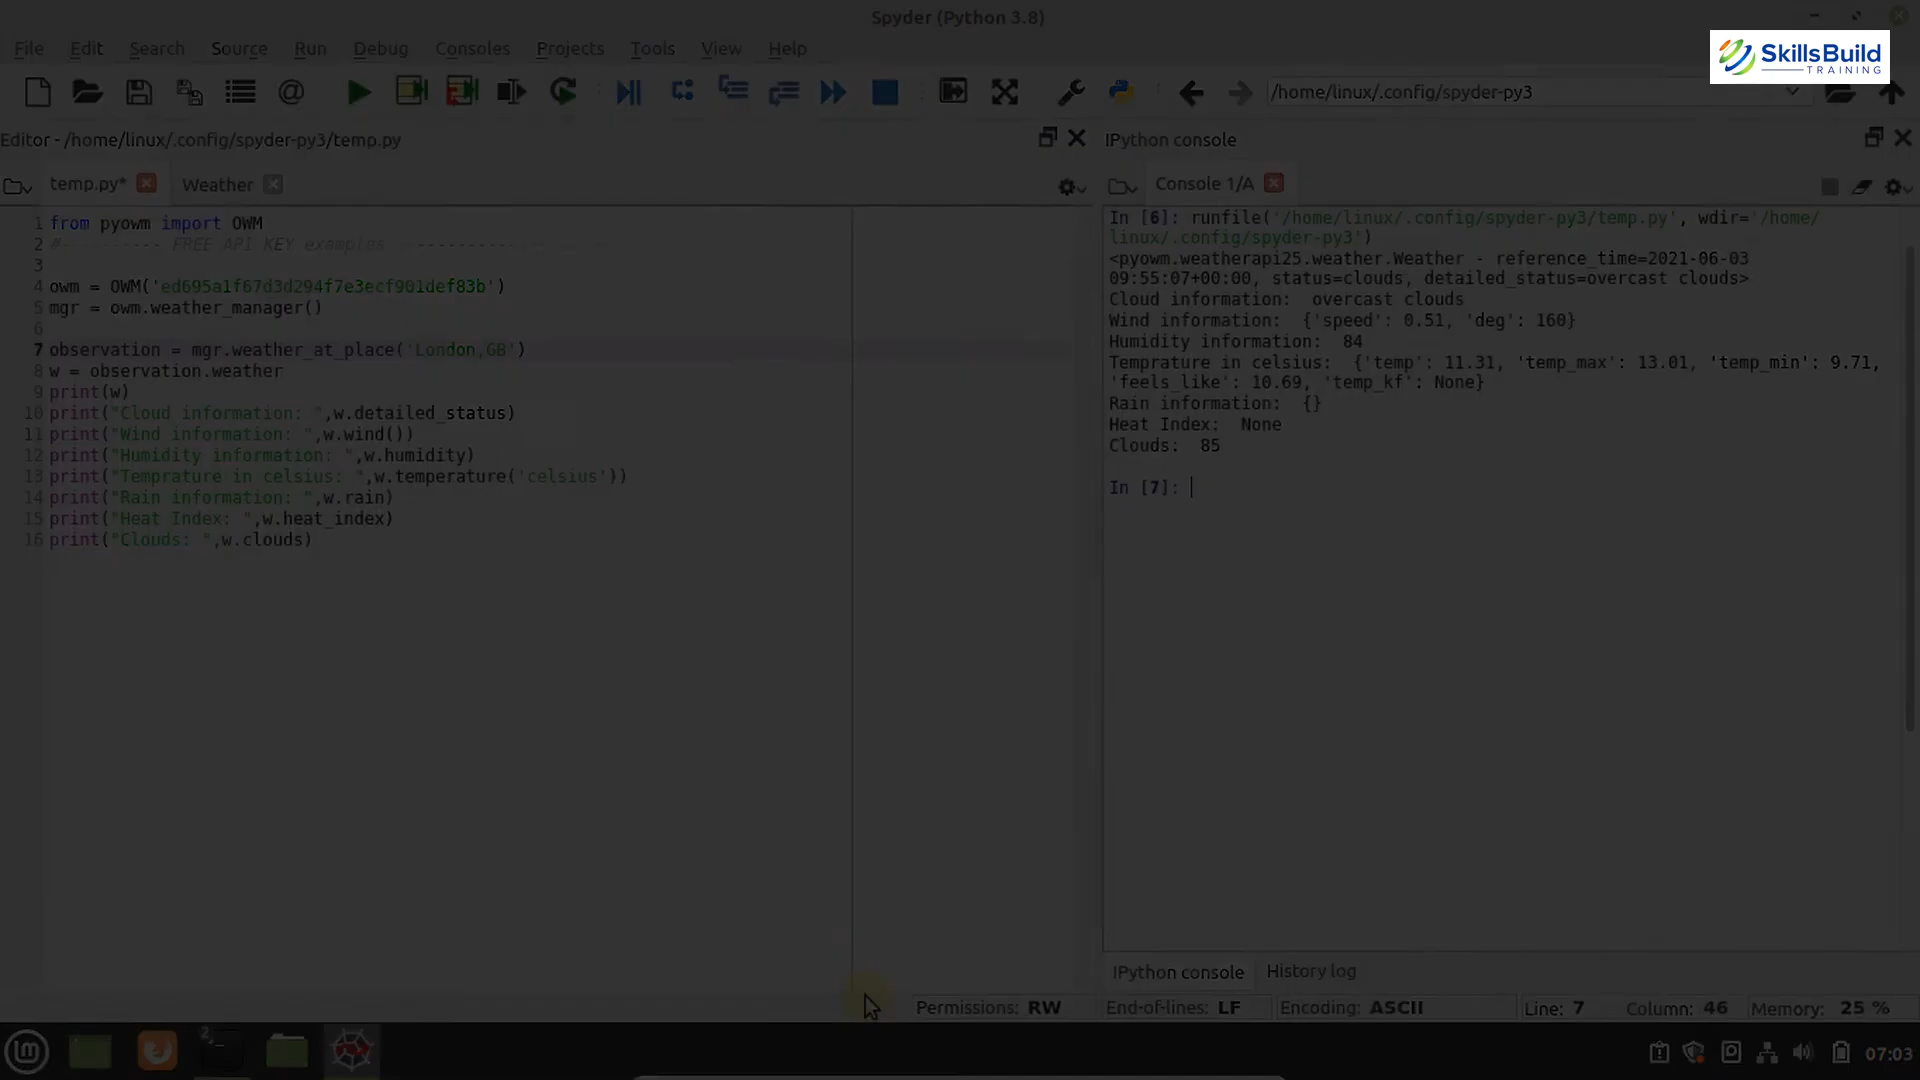 Spyder (Python 3.8)
SkillsBuild
TRAINING
File Edit Search Source Run Debug Consoles Projects Tools View Help
/home/linux/.config/spyder-py3
Editor - /home/linux/.config/spyder-py3/temp.py
temp.py* Weather
1 from pyowm import OWM
2 #---------- FREE API KEY examples ---------------------
3
4 owm = OWM('ed695a1f67d3d294f7e3ecf901def83b')
5 mgr = owm.weather_manager()
6
7 observation = mgr.weather_at_place('London,GB')
8 w = observation.weather
9 print(w)
10 print("Cloud information: ",w.detailed_status)
11 print("Wind information: ",w.wind())
12 print("Humidity information: ",w.humidity)
13 print("Temprature in celsius: ",w.temperature('celsius'))
14 print("Rain information: ",w.rain)
15 print("Heat Index: ",w.heat_index)
16 print("Clouds: ",w.clouds)
IPython console
Console 1/A
In [6]: runfile('/home/linux/.config/spyder-py3/temp.py', wdir='/home/
linux/.config/spyder-py3')
<pyowm.weatherapi25.weather.Weather - reference_time=2021-06-03
09:55:07+00:00, status=clouds, detailed_status=overcast clouds>
Cloud information:  overcast clouds
Wind information:  {'speed': 0.51, 'deg': 160}
Humidity information:  84
Temprature in celsius:  {'temp': 11.31, 'temp_max': 13.01, 'temp_min': 9.71,
'feels_like': 10.69, 'temp_kf': None}
Rain information:  {}
Heat Index:  None
Clouds:  85
In [7]:
IPython console History log
Permissions: RW End-of-lines: LF Encoding: ASCII Line: 7 Column: 46 Memory: 25 %
07:03